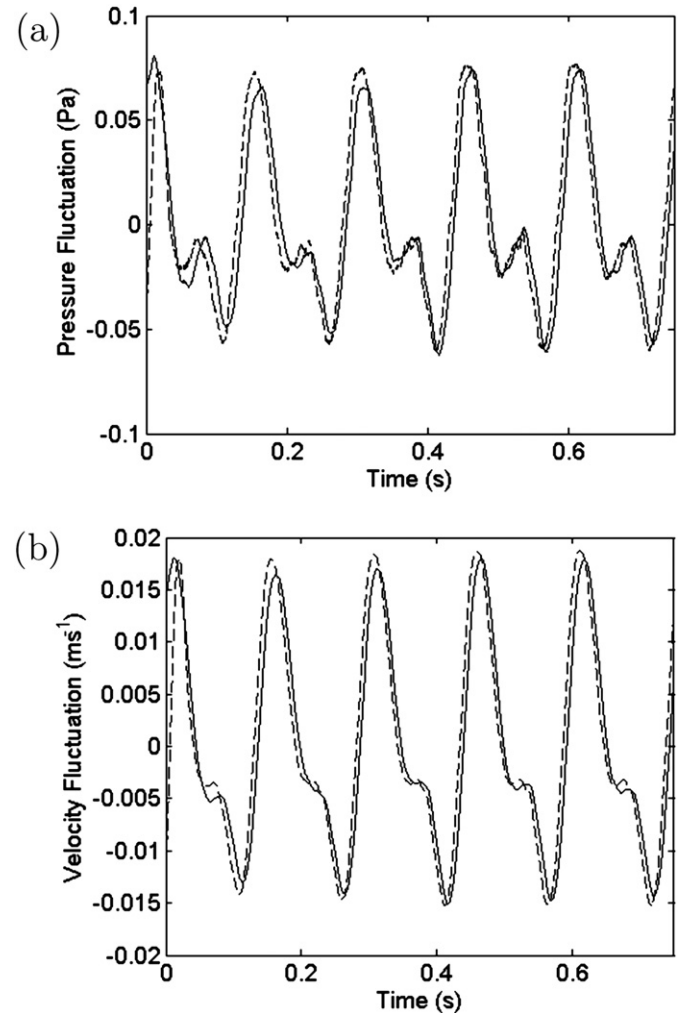 (a)
0.1
0.05
0
-0.05
-0.1
Pressure Fluctuation (Pa)
0 0.2 0.4 0.6
Time (s)
(b)
0.02
0.015
0.01
0.005
0
-0.005
-0.01
-0.015
-0.02
Velocity Fluctuation (ms⁻¹)
0 0.2 0.4 0.6
Time (s)